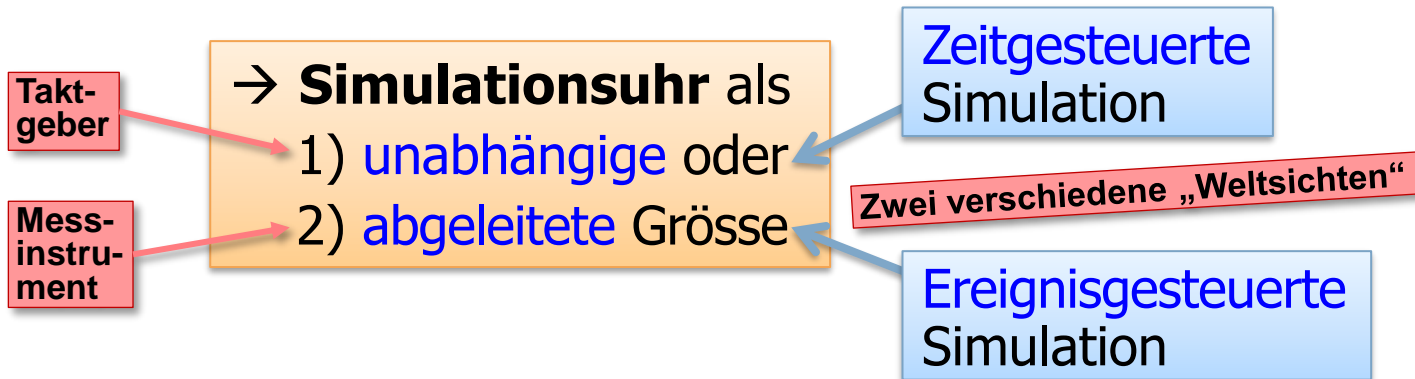 Takt-
geber
→ Simulationsuhr als
1) unabhängige oder
2) abgeleitete Grösse
Mess-
instru-
ment
Zeitgesteuerte
Simulation
Zwei verschiedene „Weltsichten“
Ereignisgesteuerte
Simulation